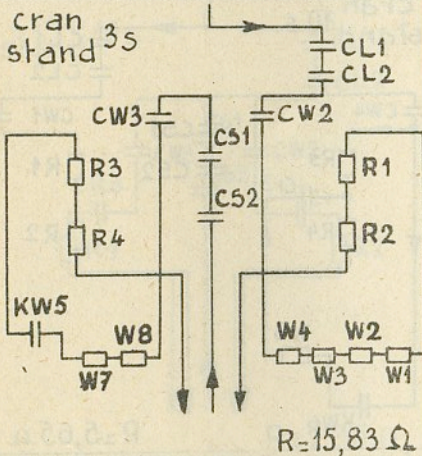 cran
stand 3s
CL1
CL2
CW3
CW2
CS1
R3
R1
CS2
R4
R2
KW5
W8
W7
W4
W2
W3
W1
R=15,83 Ω